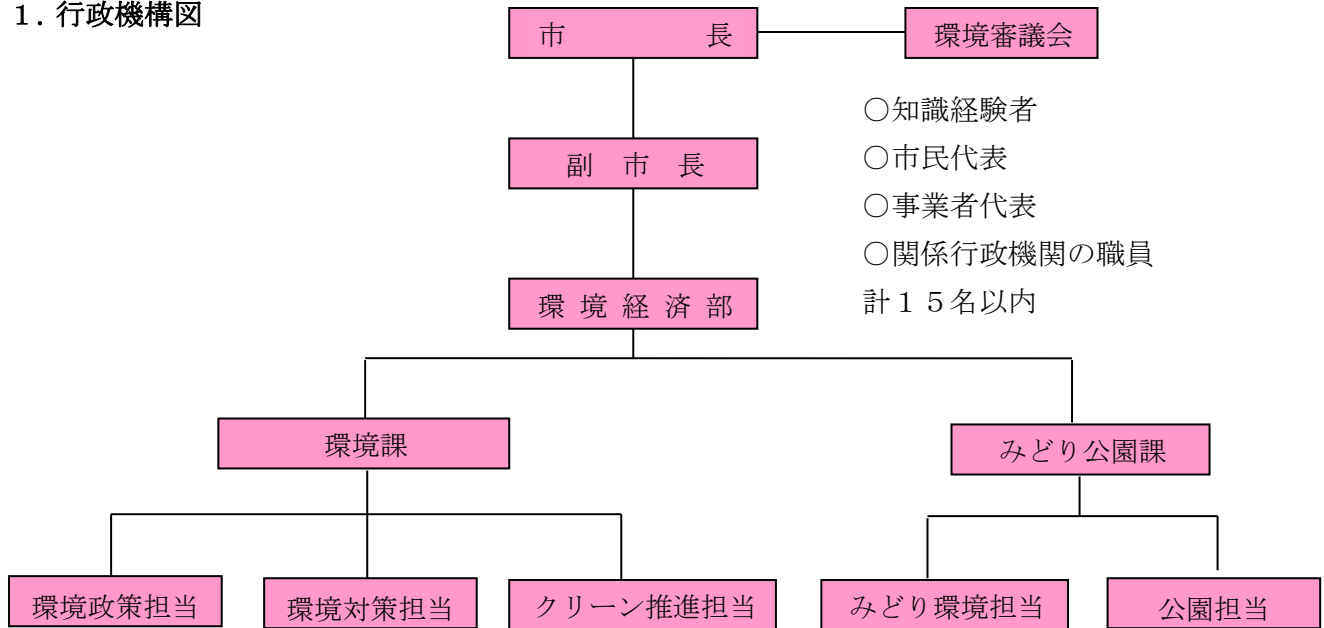 １．行政機構図
市　　　　長
環境審議会
○知識経験者
○市民代表
○事業者代表
○関係行政機関の職員
計１５名以内
副　市　長
環 境 経 済 部
環境課
みどり公園課
環境政策担当
環境対策担当
クリーン推進担当
みどり環境担当
公園担当